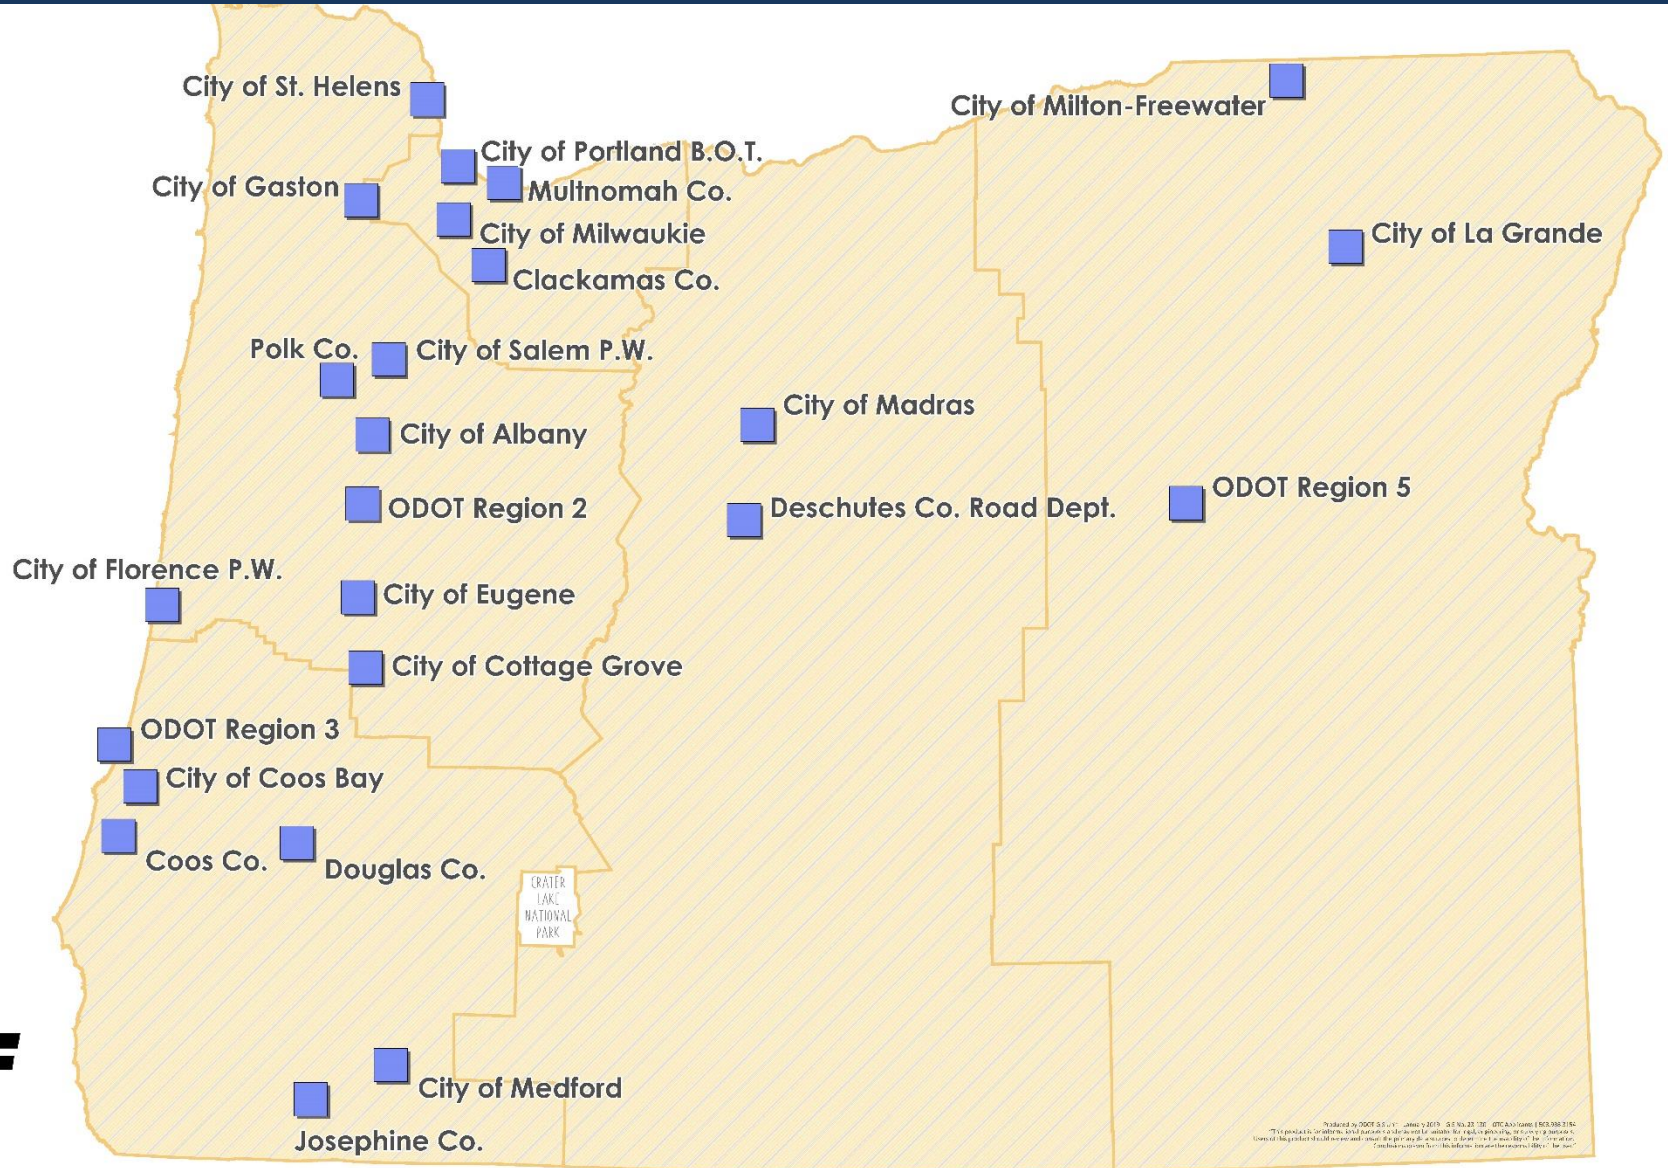 City of St. Helens
City of Milton-Freewater
City of Portland B.O.T.
City of Gaston
Multnomah Co.
City of Milwaukie
City of La Grande
Clackamas Co.
Polk Co.
City of Salem P.W.
City of Madras
City of Albany
ODOT Region 5
ODOT Region 2
Deschutes Co. Road Dept.
City of Florence P.W.
City of Eugene
City of Cottage Grove
ODOT Region 3
City of Coos Bay
Coos Co.
Douglas Co.
CRATER
LAKE
NATIONAL
PARK
City of Medford
Josephine Co.